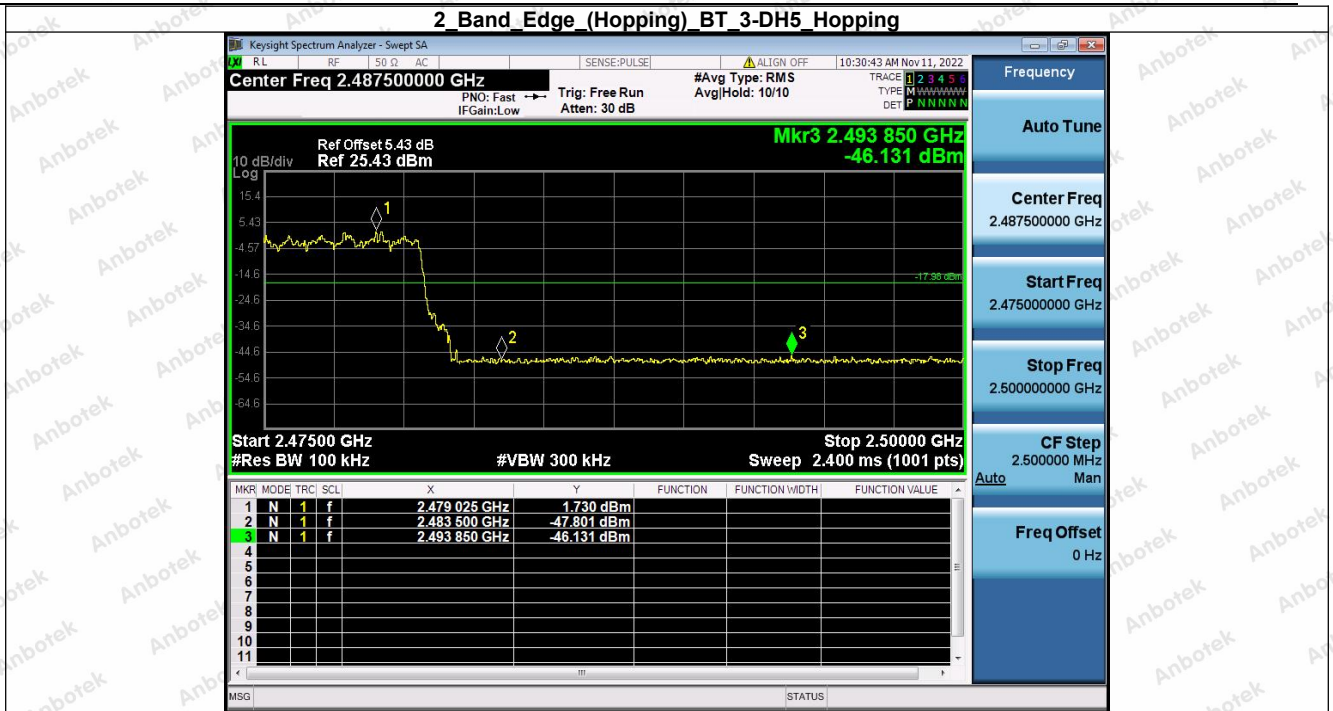 2_Band_Edge_(Hopping)_BT_3-DH5_Hopping
Keysight Spectrum Analyzer - Swept SA
LXI RL RF 50 Ω AC SENSE:PULSE ALIGN OFF 10:30:43 AM Nov 11, 2022
Center Freq 2.487500000 GHz
PNO: Fast
IFGain:Low
Trig: Free Run
Atten: 30 dB
#Avg Type: RMS
Avg|Hold: 10/10
TRACE 1 2 3 4 5 6
TYPE M WWWWW
DET P N N N N N
Mkr3 2.493 850 GHz
-46.131 dBm
Ref Offset 5.43 dB
10 dB/div Ref 25.43 dBm
Log
15.4
5.43
-4.57
-14.6
-24.6
-34.6
-44.6
-54.6
-64.6
1
2
3
-17.98 dBm
Start 2.47500 GHz Stop 2.50000 GHz
#Res BW 100 kHz #VBW 300 kHz Sweep 2.400 ms (1001 pts)
MKR MODE TRC SCL X Y FUNCTION FUNCTION WIDTH FUNCTION VALUE
1 N 1 f 2.479 025 GHz 1.730 dBm
2 N 1 f 2.483 500 GHz -47.801 dBm
3 N 1 f 2.493 850 GHz -46.131 dBm
4
5
6
7
8
9
10
11
MSG STATUS
Frequency
Auto Tune
Center Freq
2.487500000 GHz
Start Freq
2.475000000 GHz
Stop Freq
2.500000000 GHz
CF Step
2.500000 MHz
Auto Man
Freq Offset
0 Hz
Anbotek